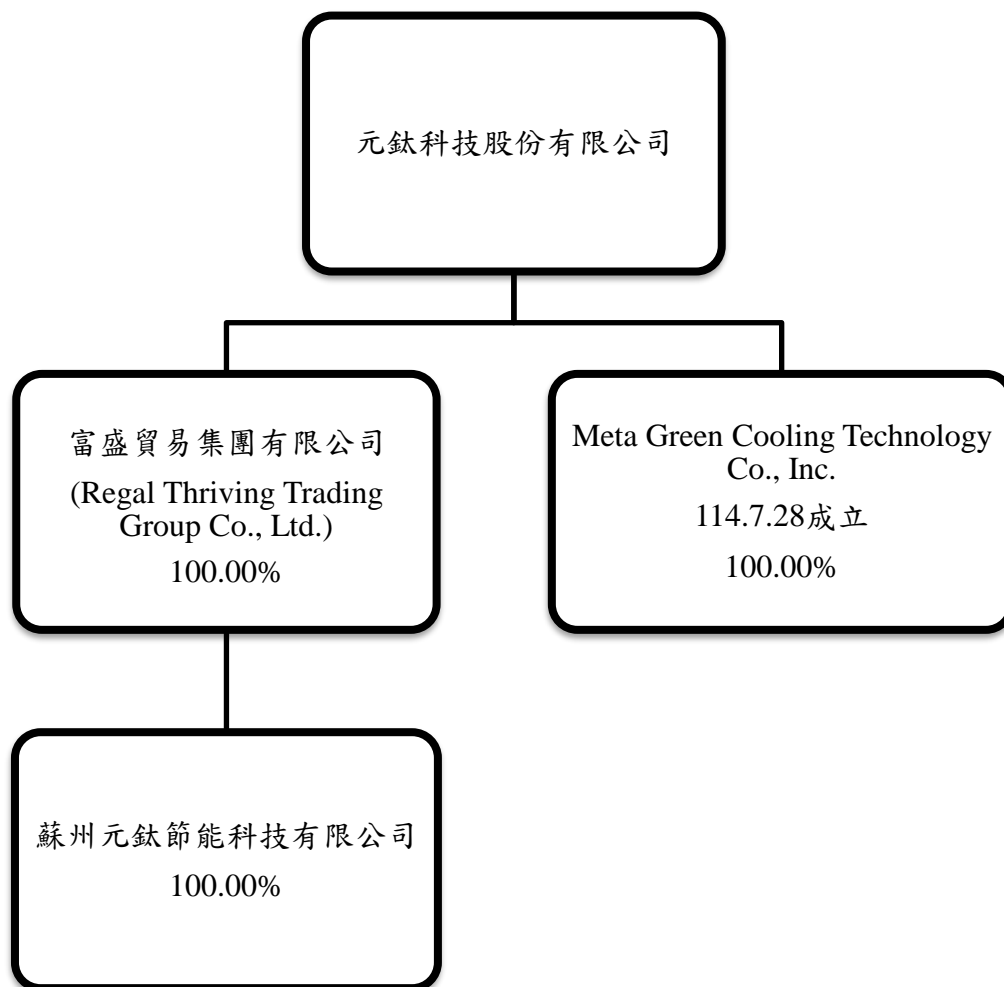 元鈦科技股份有限公司
富盛貿易集團有限公司
(Regal Thriving Trading
Group Co., Ltd.)
100.00%
Meta Green Cooling Technology
Co., Inc.
114.7.28成立
100.00%
蘇州元鈦節能科技有限公司
100.00%